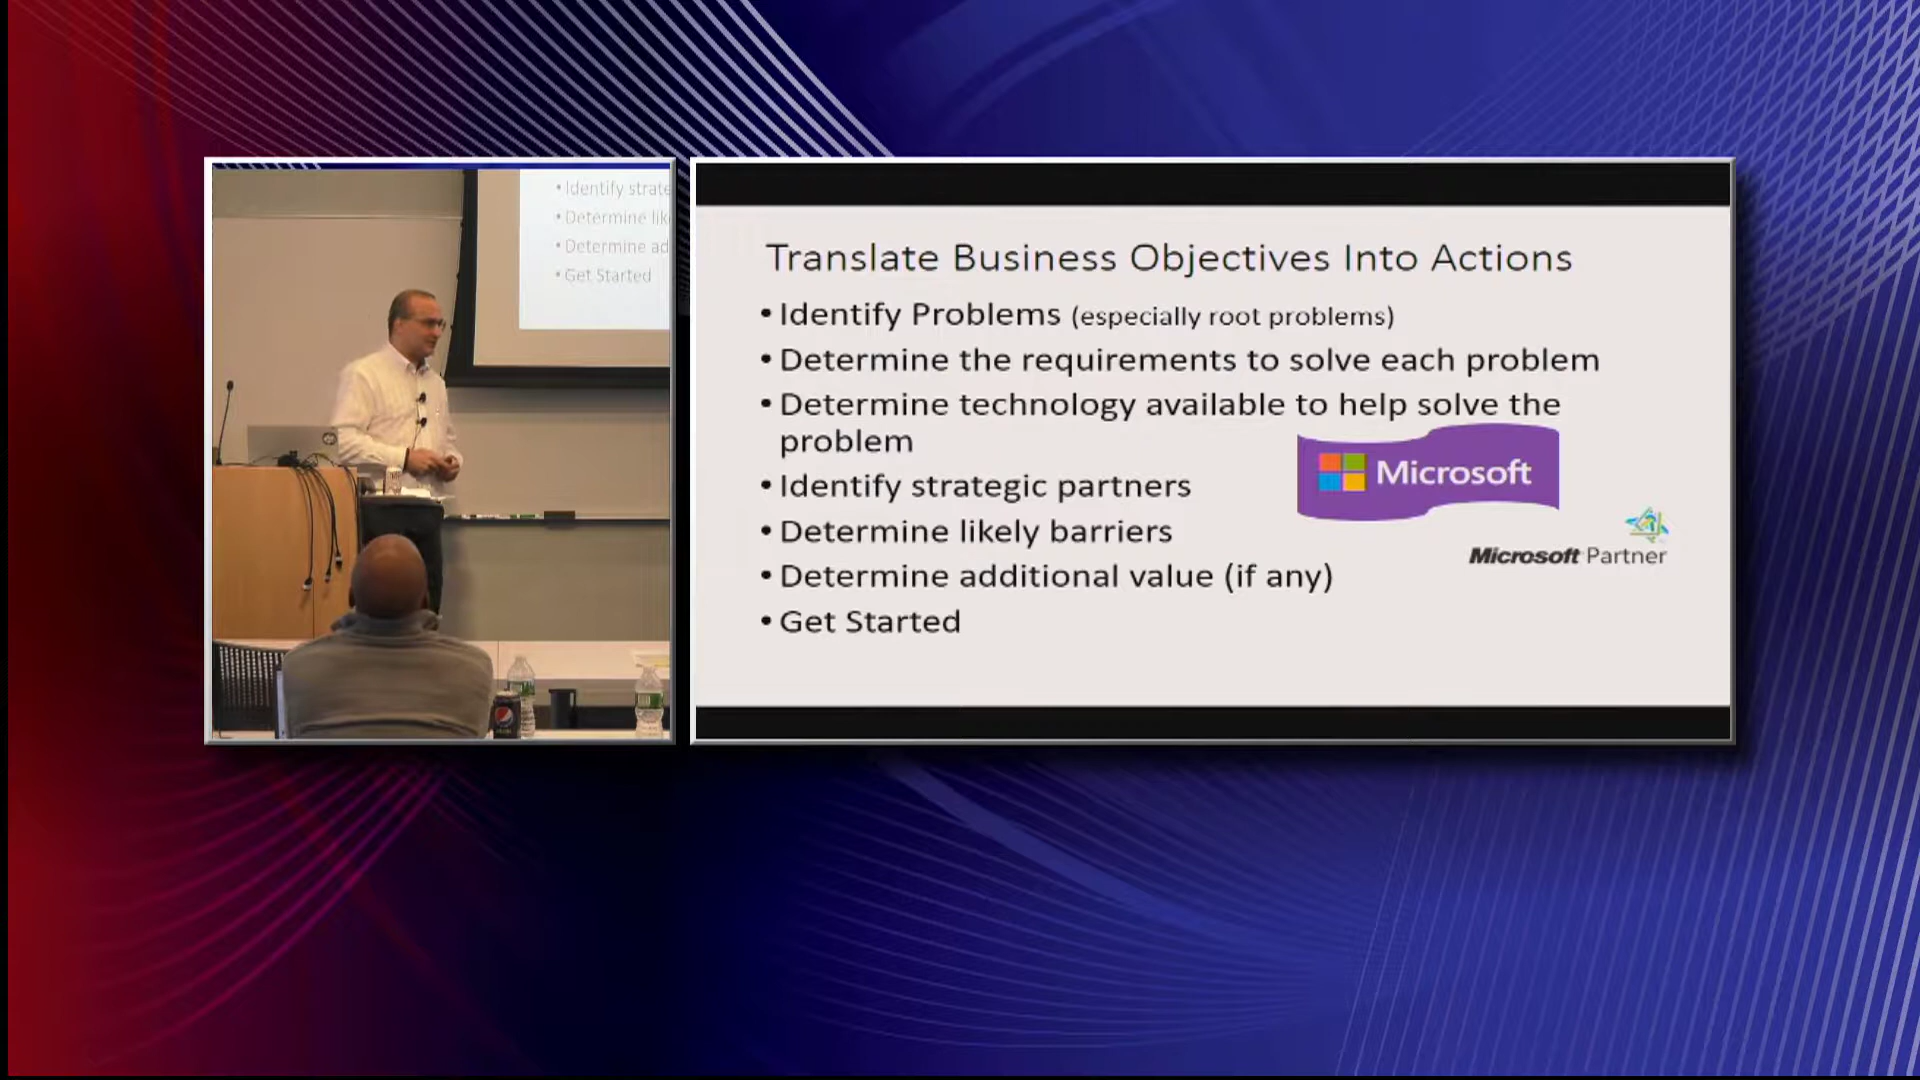 • Identify strate
• Determine lik
• Determine ad
• Get Started
Translate Business Objectives Into Actions
• Identify Problems (especially root problems)
• Determine the requirements to solve each problem
• Determine technology available to help solve the
problem
• Identify strategic partners
• Determine likely barriers
• Determine additional value (if any)
• Get Started
Microsoft
Microsoft Partner